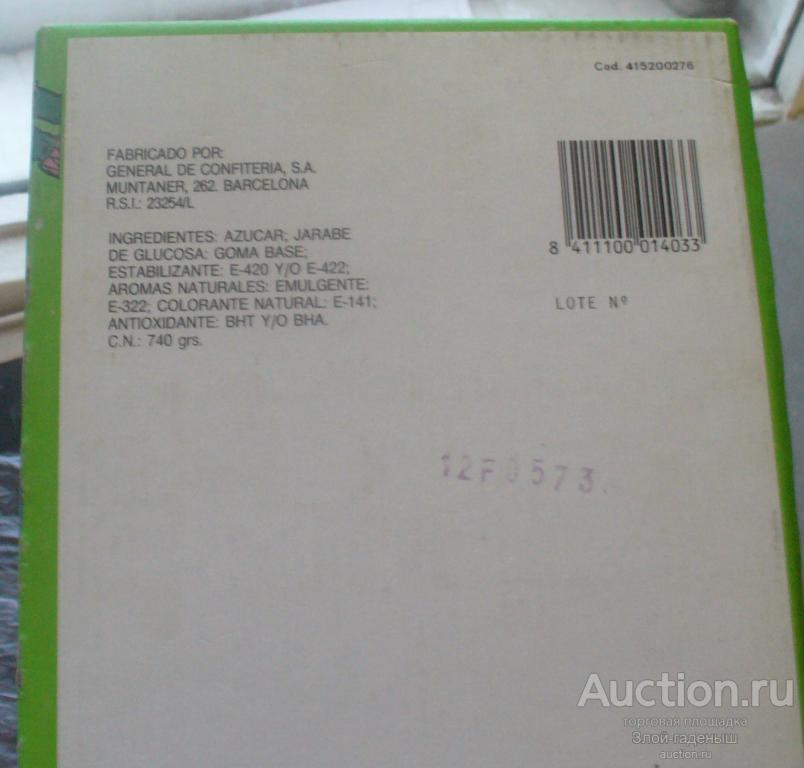 Cod. 415200276
FABRICADO POR:
GENERAL DE CONFITERIA, S.A.
MUNTANER, 262. BARCELONA
R.S.I.: 23254/L
INGREDIENTES: AZUCAR; JARABE
DE GLUCOSA: GOMA BASE;
ESTABILIZANTE: E-420 Y/O E-422;
AROMAS NATURALES: EMULGENTE:
E-322; COLORANTE NATURAL: E-141;
ANTIOXIDANTE: BHT Y/O BHA.
C.N.: 740 grs.
8 411100 014033
LOTE Nº
12F0573.
Auction.ru
торговая площадка
Злой-гаденыш
auction.ru